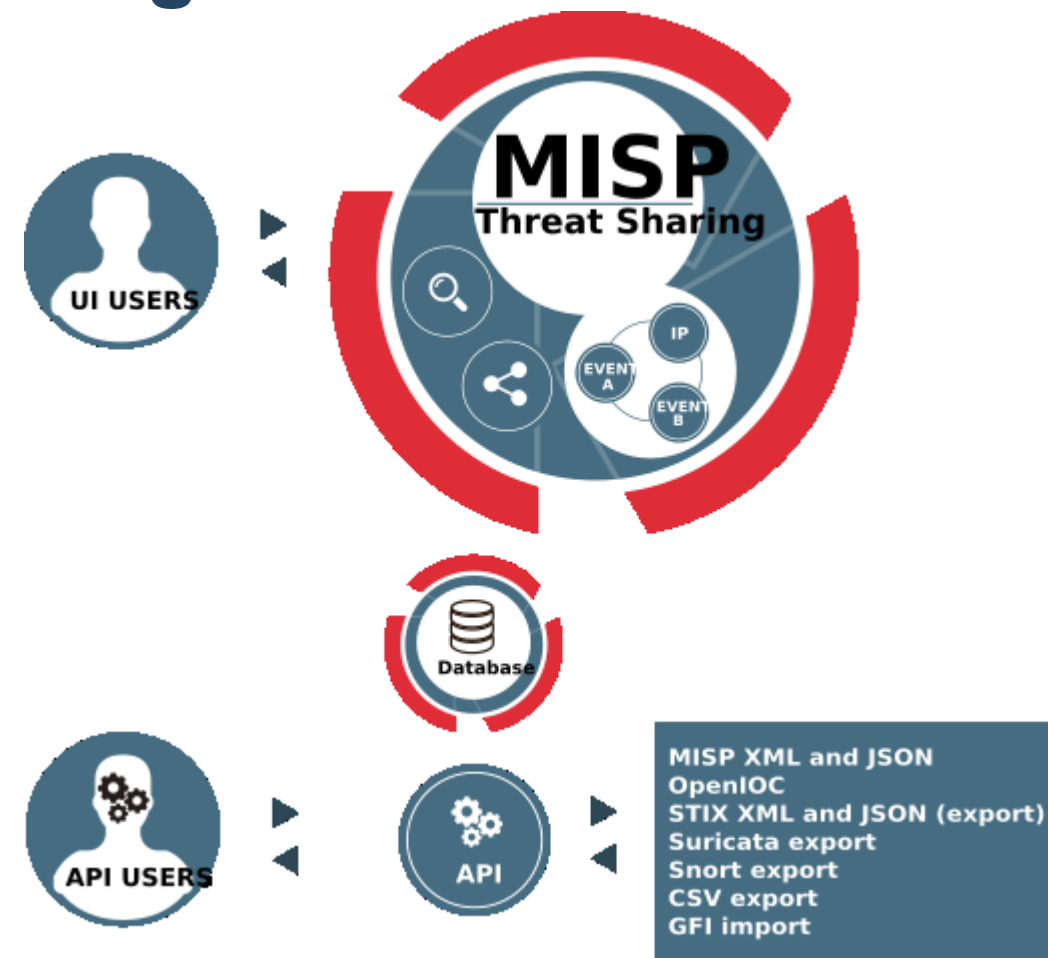 MISP
Threat Sharing
UI USERS
IP
EVENT
A
EVENT
B
Database
API USERS
API
MISP XML and JSON
OpenIOC
STIX XML and JSON (export)
Suricata export
Snort export
CSV export
GFI import